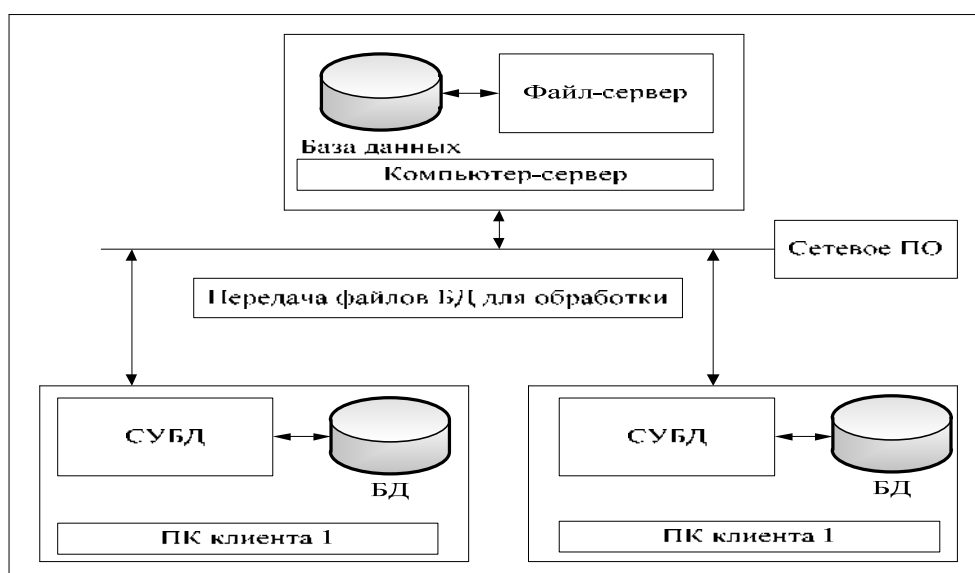 Файл-сервер
База данных
Компьютер-сервер
Сетевое ПО
Передача файлов БД для обработки
СУБД
БД
ПК клиента 1
СУБД
БД
ПК клиента 1